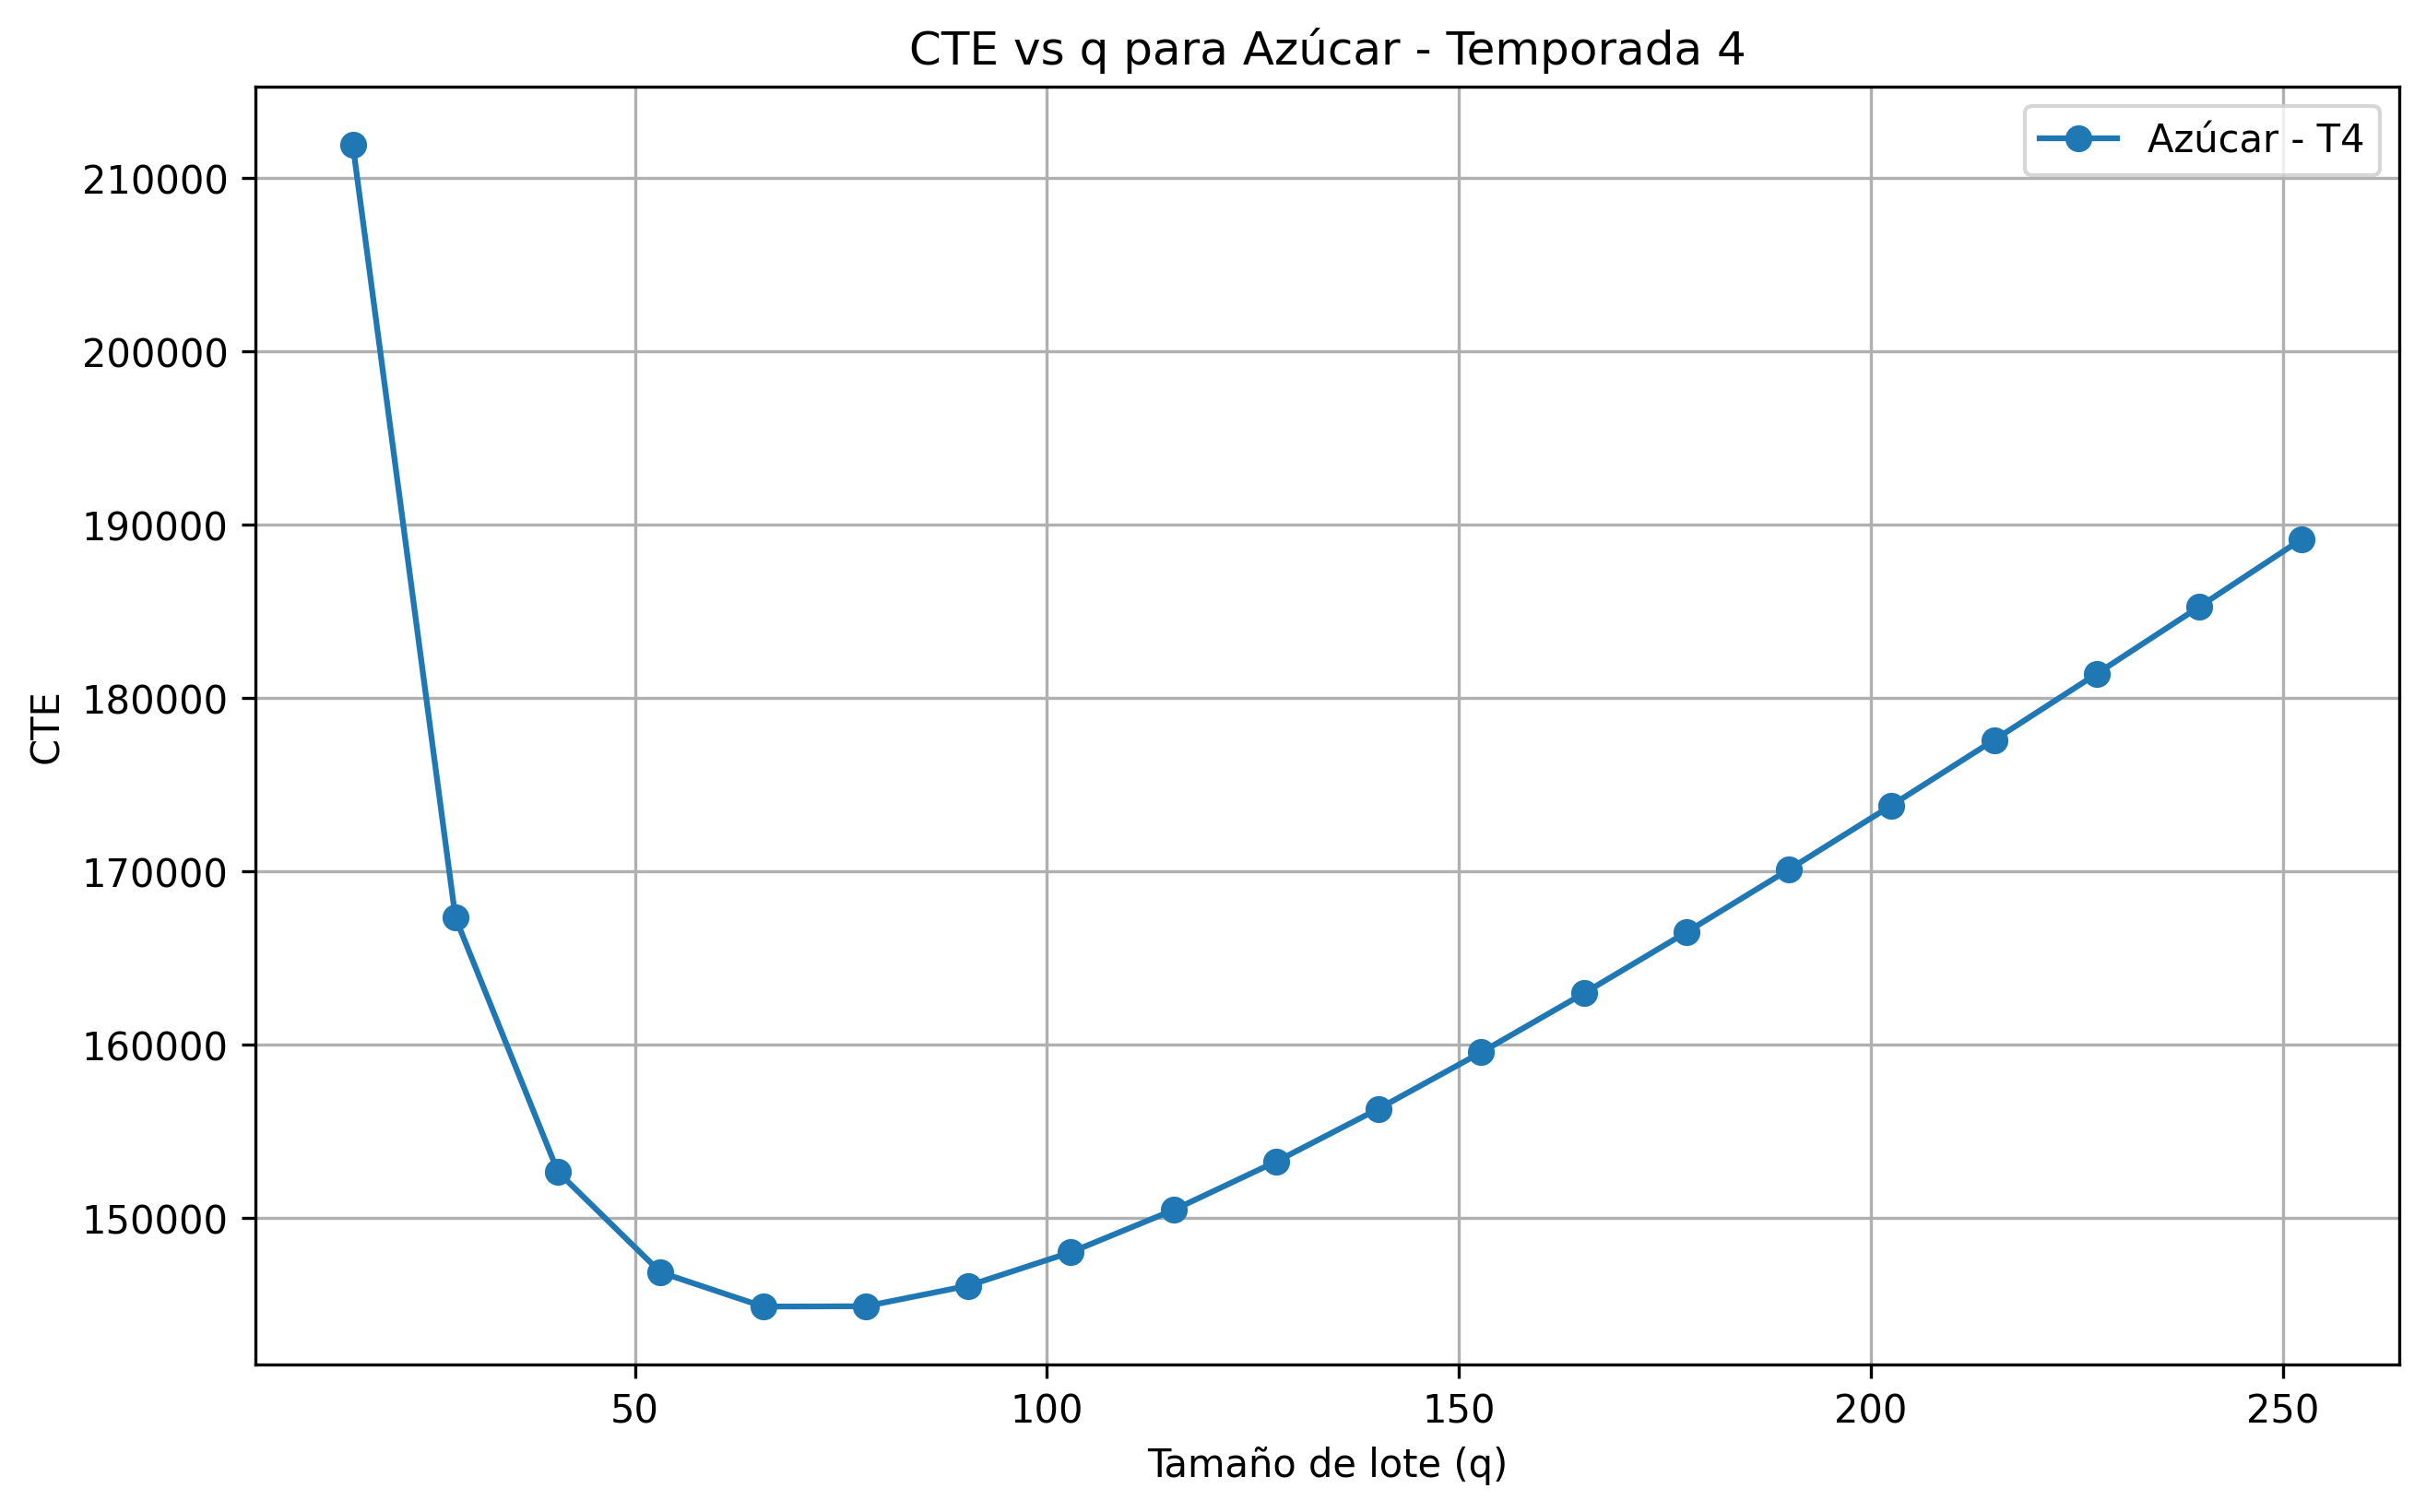 CTE vs q para Azúcar - Temporada 4
Azúcar - T4
210000
200000
190000
180000
170000
160000
150000
CTE
50 100 150 200 250
Tamaño de lote (q)